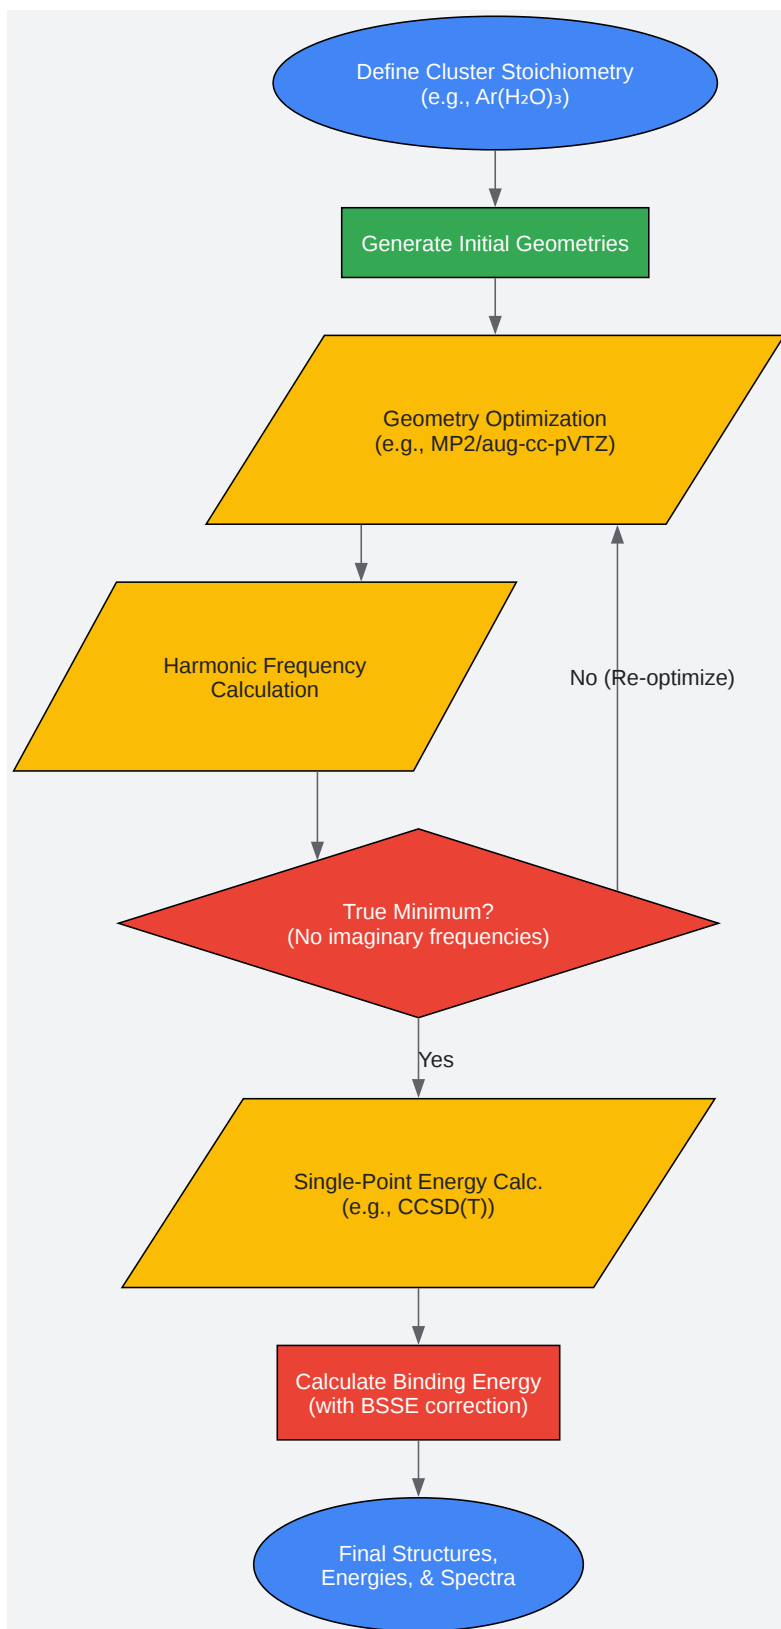 Define Cluster Stoichiometry
(e.g., Ar(H₂O)₃)
Generate Initial Geometries
Geometry Optimization
(e.g., MP2/aug-cc-pVTZ)
Harmonic Frequency
Calculation
No (Re-optimize)
True Minimum?
(No imaginary frequencies)
Yes
Single-Point Energy Calc.
(e.g., CCSD(T))
Calculate Binding Energy
(with BSSE correction)
Final Structures,
Energies, & Spectra